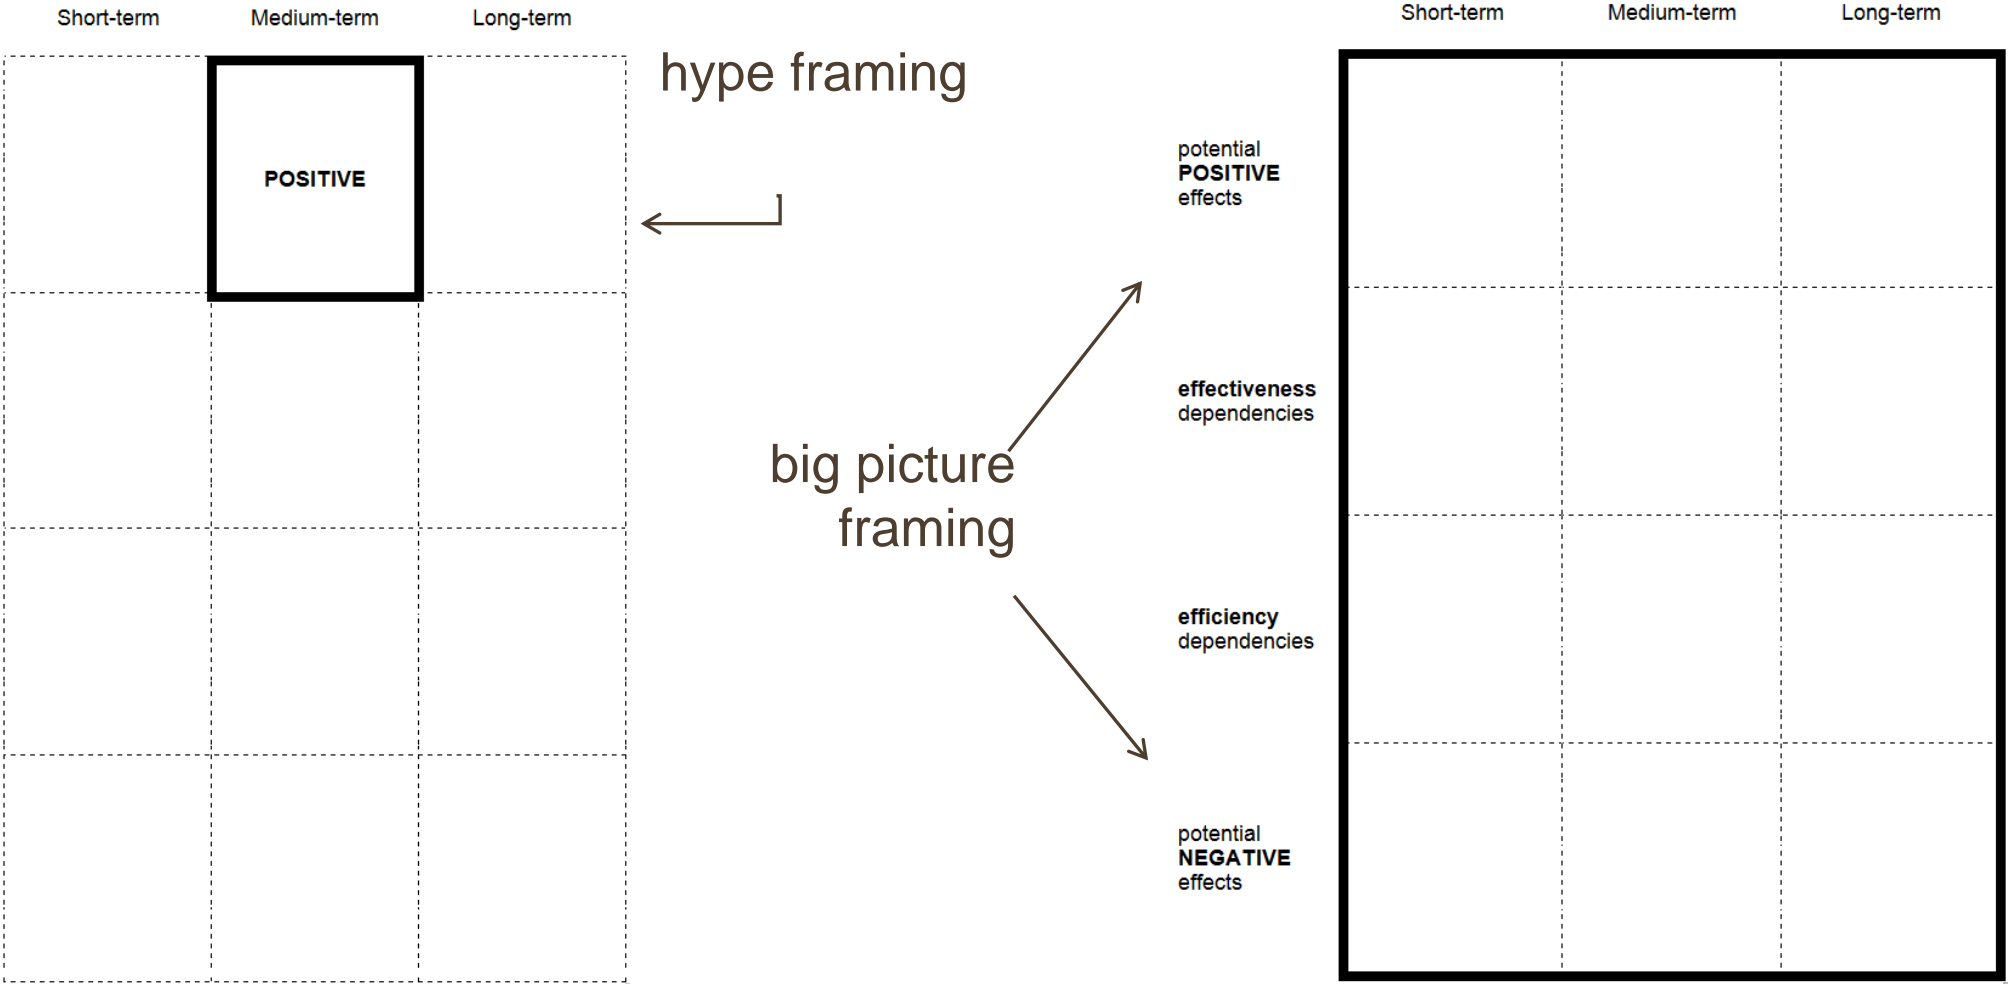 Short-term Medium-term Long-term
POSITIVE
hype framing
big picture
framing
Short-term Medium-term Long-term
potential
POSITIVE
effects
effectiveness
dependencies
efficiency
dependencies
potential
NEGATIVE
effects